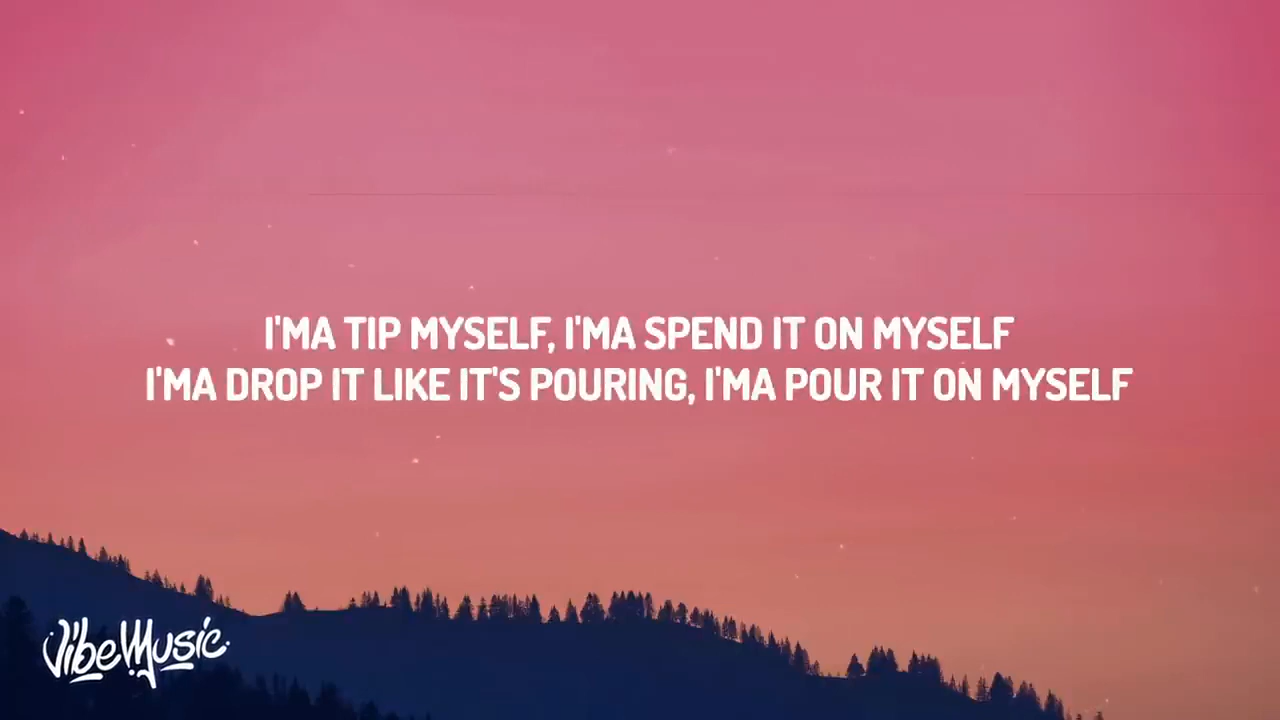 I'MA TIP MYSELF, I'MA SPEND IT ON MYSELF
I'MA DROP IT LIKE IT'S POURING, I'MA POUR IT ON MYSELF
VibeMusic